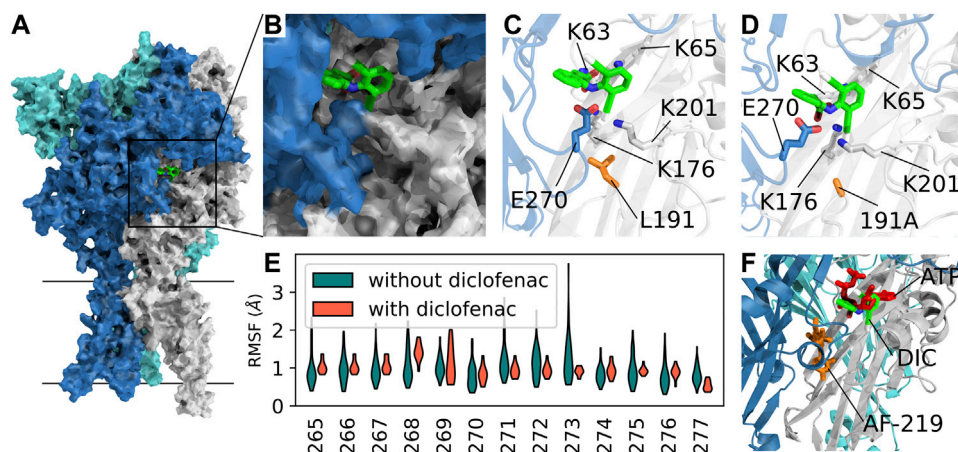 A
B
C
K63
K65
K201
K176
E270
L191
D
K63
E270
K65
K176
K201
191A
E
without diclofenac
with diclofenac
RMSF (Å)
3
2
1
0
265
266
267
268
269
270
271
272
273
274
275
276
277
F
ATP
DIC
AF-219